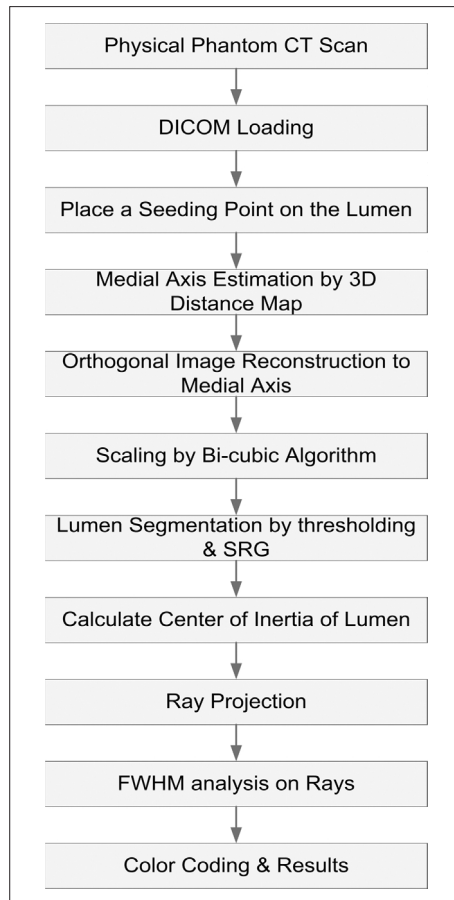 Physical Phantom CT Scan
DICOM Loading
Place a Seeding Point on the Lumen
Medial Axis Estimation by 3D
Distance Map
Orthogonal Image Reconstruction to
Medial Axis
Scaling by Bi-cubic Algorithm
Lumen Segmentation by thresholding
& SRG
Calculate Center of Inertia of Lumen
Ray Projection
FWHM analysis on Rays
Color Coding & Results